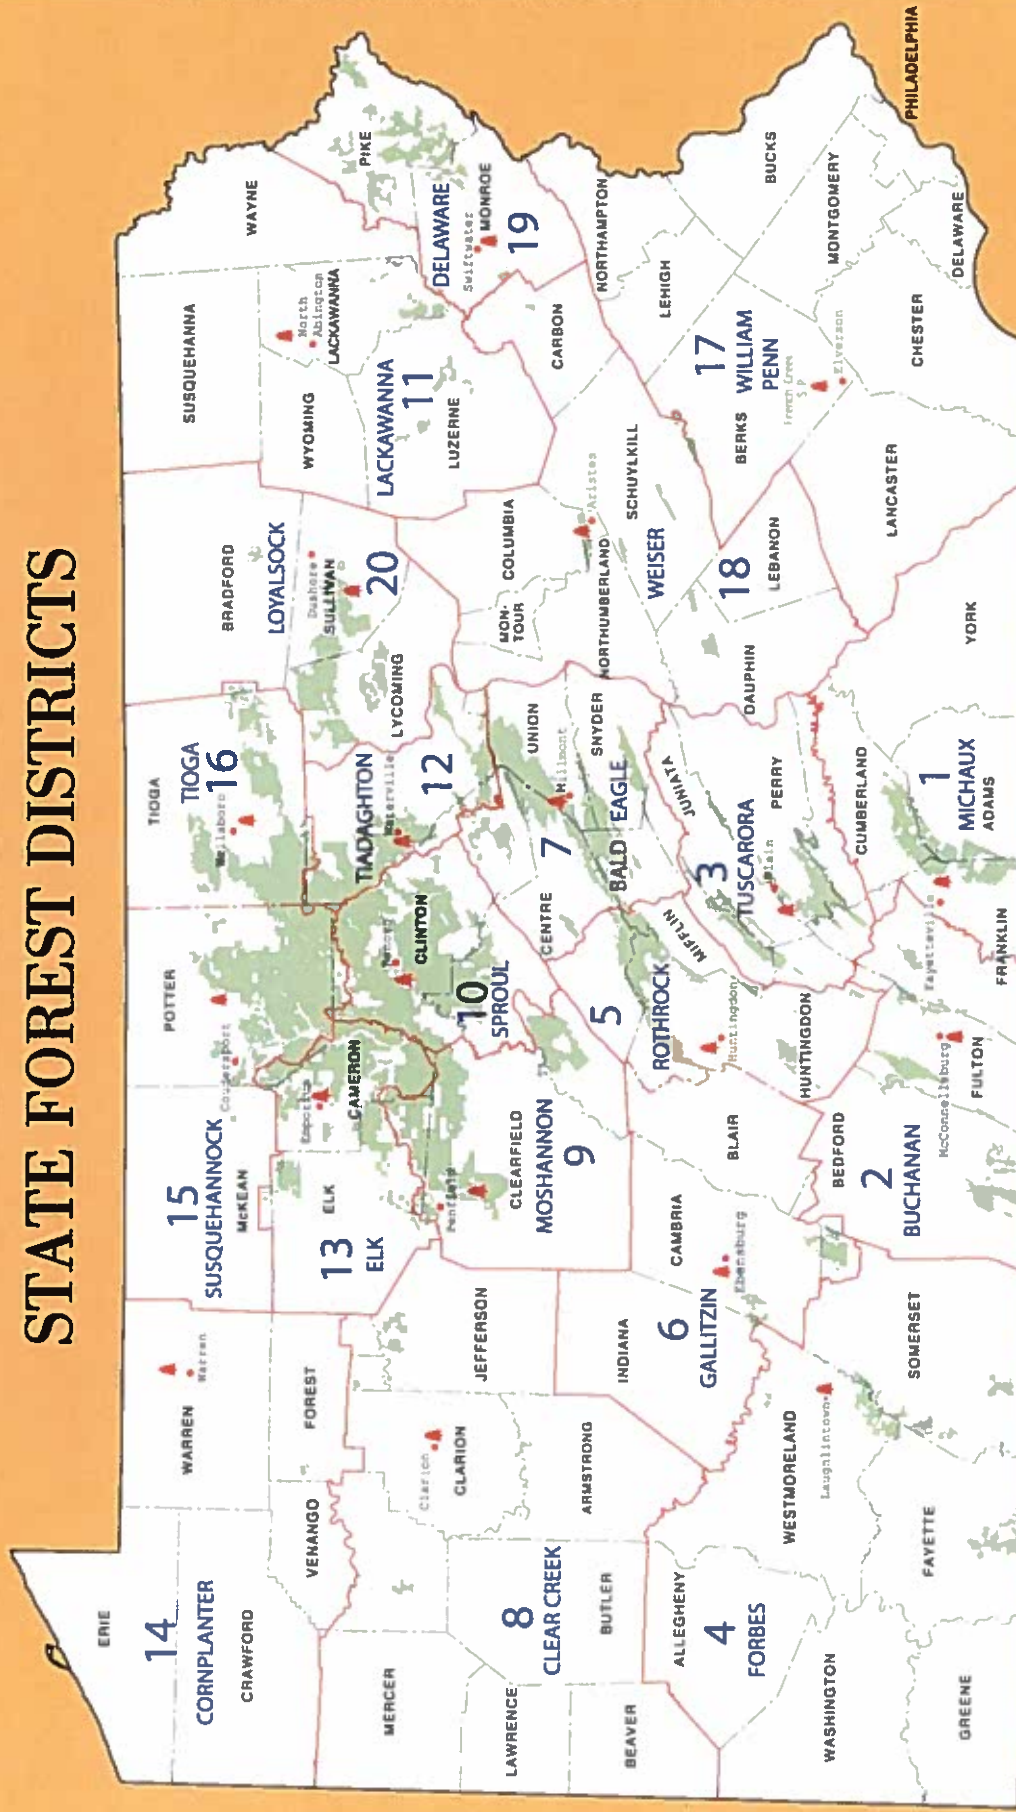 STATE FOREST DISTRICTS
ERIE
14
CORNPLANTER
CRAWFORD
WARREN
Warren
FOREST
VENANGO
MERCER
LAWRENCE
8
CLEAR CREEK
BUTLER
BEAVER
Clarion
CLARION
ARMSTRONG
JEFFERSON
15
SUSQUEHANNOCK
McKEAN
POTTER
Coudersport
13
ELK
ELK
Emporium
CAMERON
TIOGA
TIOGA
16
Wellsboro
BRADFORD
LOYALSOCK
Dushore
SULLIVAN
20
SUSQUEHANNA
WAYNE
WYOMING
North
Abington
LACKAWANNA
LACKAWANNA
11
LUZERNE
PIKE
DELAWARE
Swiftwater
MONROE
19
TIADAGHTON
Waterville
12
LYCOMING
CLINTON
10
SPROUL
Penfield
CLEARFIELD
MOSHANNON
9
CENTRE
7
BALD EAGLE
UNION
Millmont
SNYDER
MON-
TOUR
COLUMBIA
NORTHUMBERLAND
Aristes
SCHUYLKILL
WEISER
18
LEBANON
DAUPHIN
CARBON
NORTHAMPTON
LEHIGH
17
WILLIAM
PENN
BERKS
French Creek
S P
Elverson
BUCKS
MONTGOMERY
PHILADELPHIA
DELAWARE
CHESTER
LANCASTER
YORK
INDIANA
6
GALLITZIN
CAMBRIA
Ebensburg
BLAIR
5
ROTHROCK
Huntingdon
HUNTINGDON
MIFFLIN
JUNIATA
3
TUSCARORA
Blain
PERRY
CUMBERLAND
1
MICHAUX
ADAMS
Fayetteville
FRANKLIN
McConnellsburg
FULTON
BEDFORD
2
BUCHANAN
SOMERSET
ALLEGHENY
4
FORBES
WESTMORELAND
Laughlintown
WASHINGTON
FAYETTE
GREENE